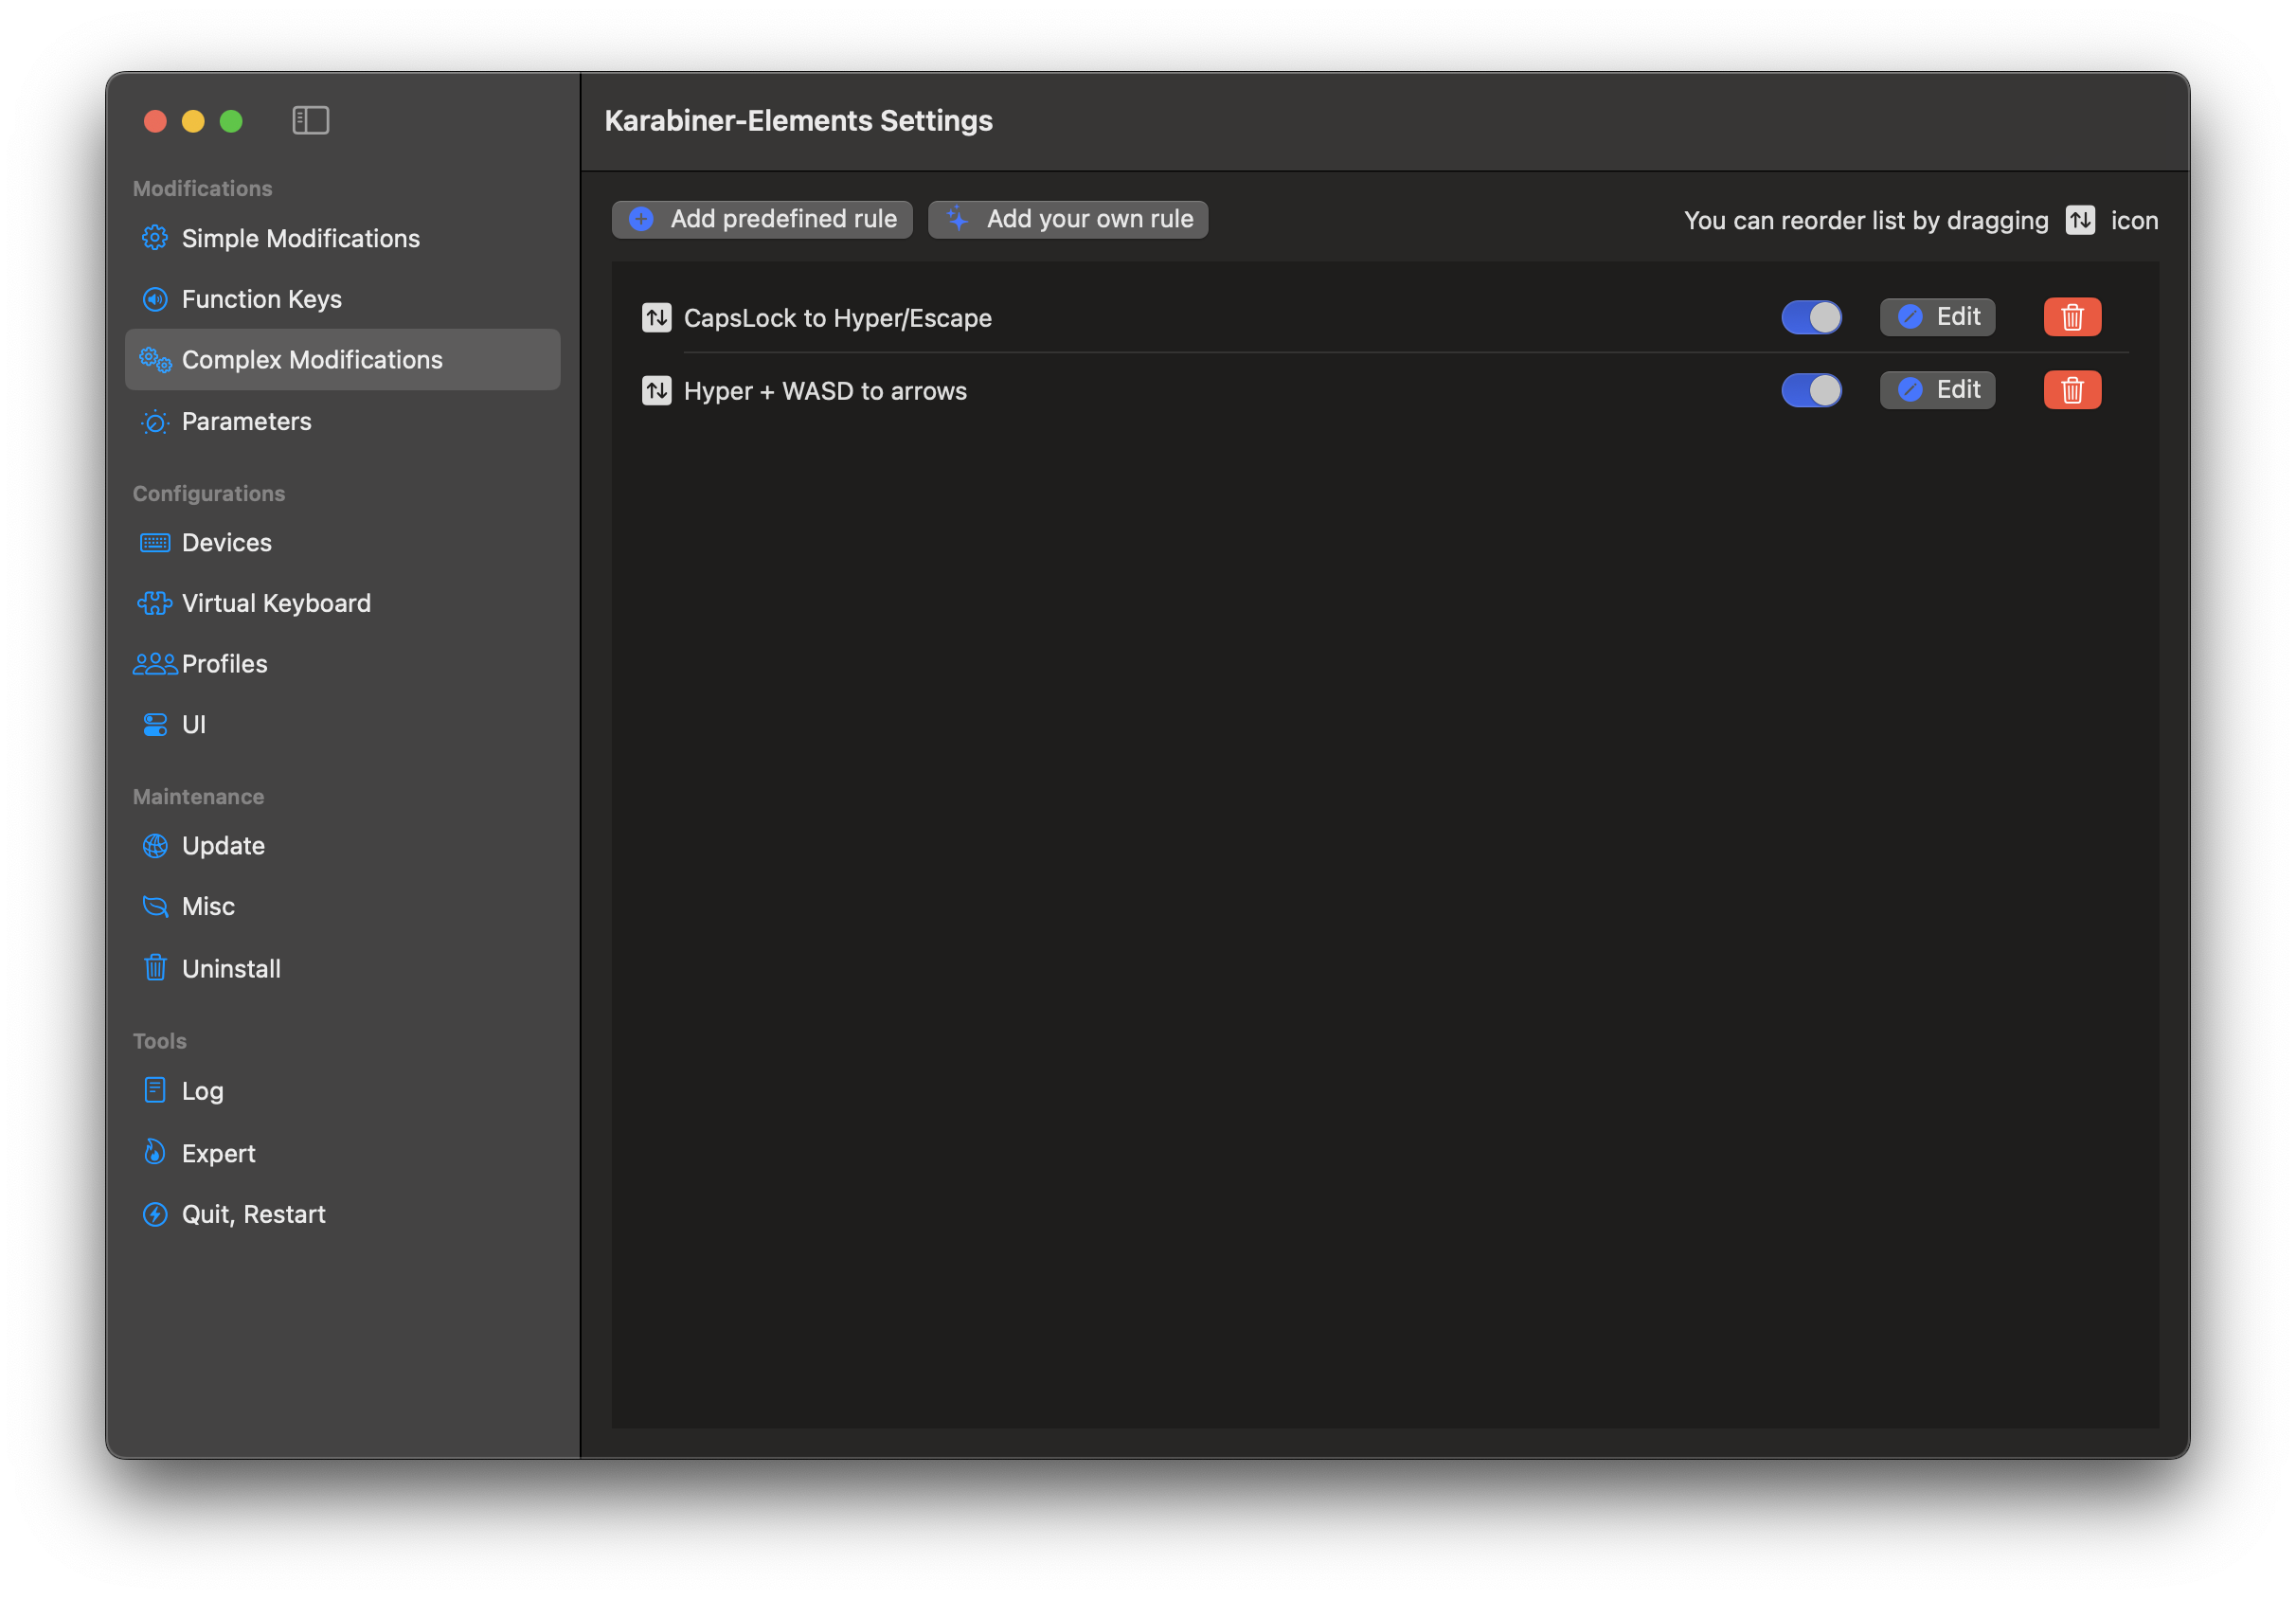 Karabiner-Elements Settings
Modifications
Simple Modifications
Function Keys
Complex Modifications
Parameters
Configurations
Devices
Virtual Keyboard
Profiles
UI
Maintenance
Update
Misc
Uninstall
Tools
Log
Expert
Quit, Restart
Add predefined rule
Add your own rule
You can reorder list by dragging icon
CapsLock to Hyper/Escape
Edit
Hyper + WASD to arrows
Edit